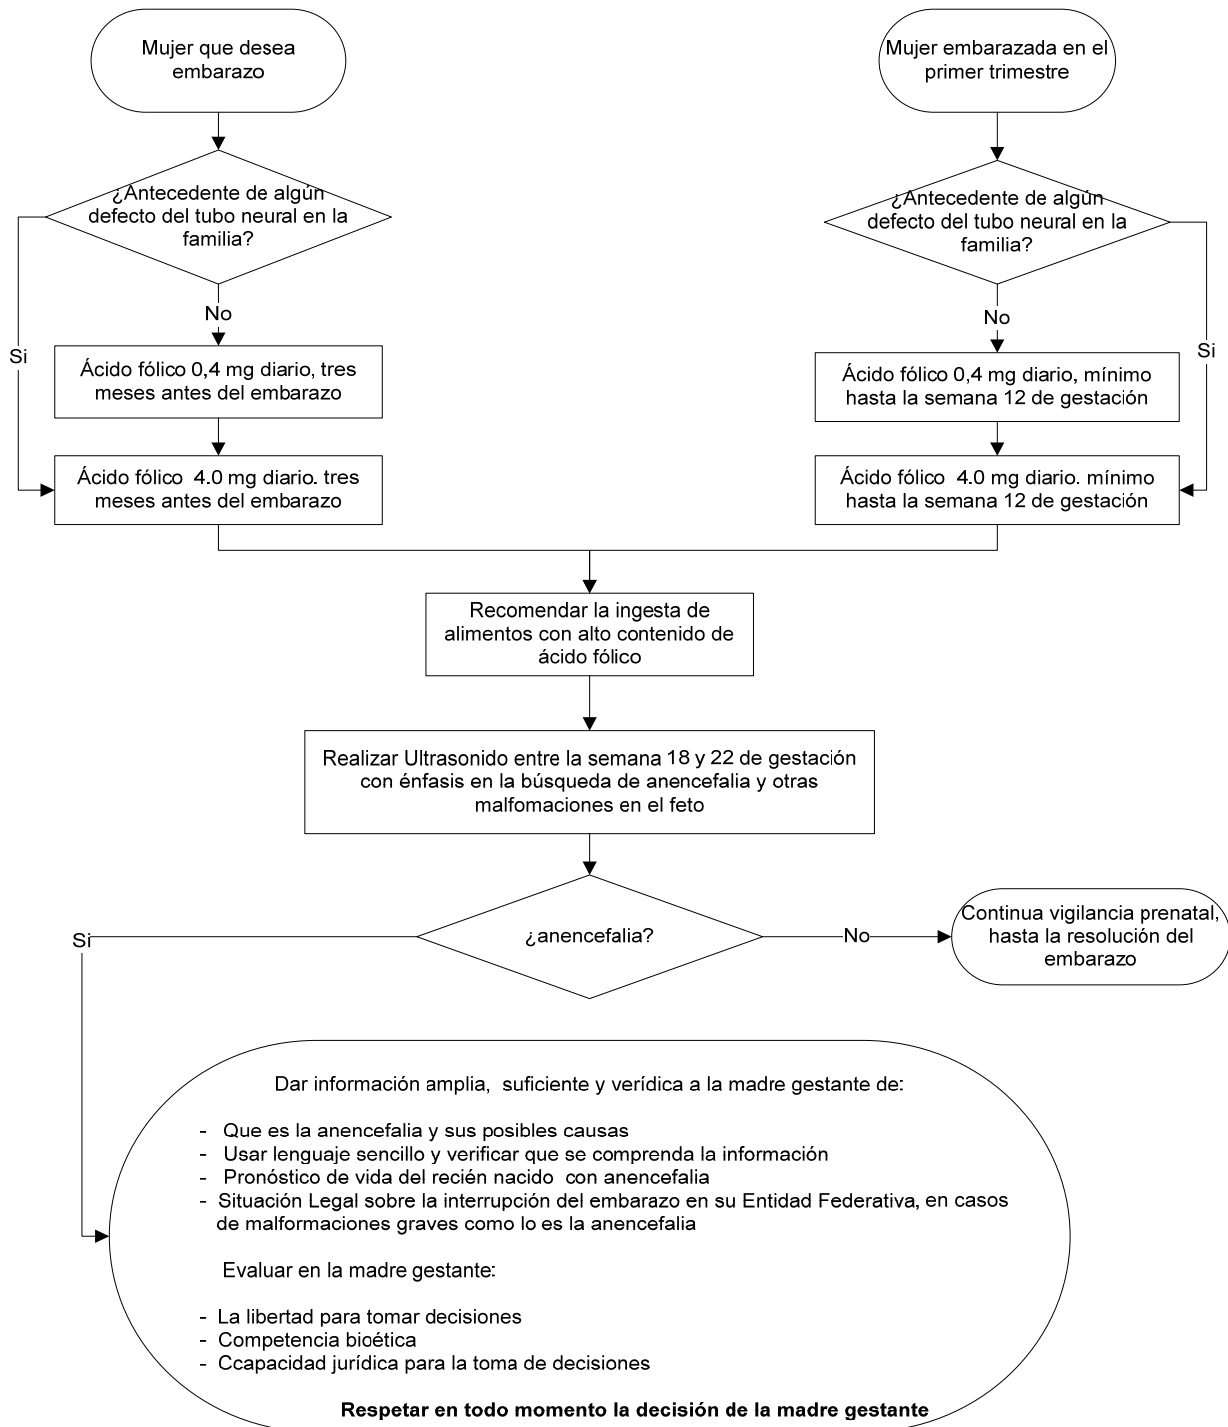 Mujer que desea
embarazo
Mujer embarazada en el
primer trimestre
¿Antecedente de algún
defecto del tubo neural en la
familia?
¿Antecedente de algún
defecto del tubo neural en la
familia?
No
No
Si
Si
Ácido fólico 0,4 mg diario, tres
meses antes del embarazo
Ácido fólico 0,4 mg diario, mínimo
hasta la semana 12 de gestación
Ácido fólico 4.0 mg diario. tres
meses antes del embarazo
Ácido fólico 4.0 mg diario. mínimo
hasta la semana 12 de gestación
Recomendar la ingesta de
alimentos con alto contenido de
ácido fólico
Realizar Ultrasonido entre la semana 18 y 22 de gestación
con énfasis en la búsqueda de anencefalia y otras
malfomaciones en el feto
¿anencefalia?
Si
No
Continua vigilancia prenatal,
hasta la resolución del
embarazo
Dar información amplia, suficiente y verídica a la madre gestante de:
- Que es la anencefalia y sus posibles causas
- Usar lenguaje sencillo y verificar que se comprenda la información
- Pronóstico de vida del recién nacido con anencefalia
- Situación Legal sobre la interrupción del embarazo en su Entidad Federativa, en casos
de malformaciones graves como lo es la anencefalia
Evaluar en la madre gestante:
- La libertad para tomar decisiones
- Competencia bioética
- Ccapacidad jurídica para la toma de decisiones
Respetar en todo momento la decisión de la madre gestante